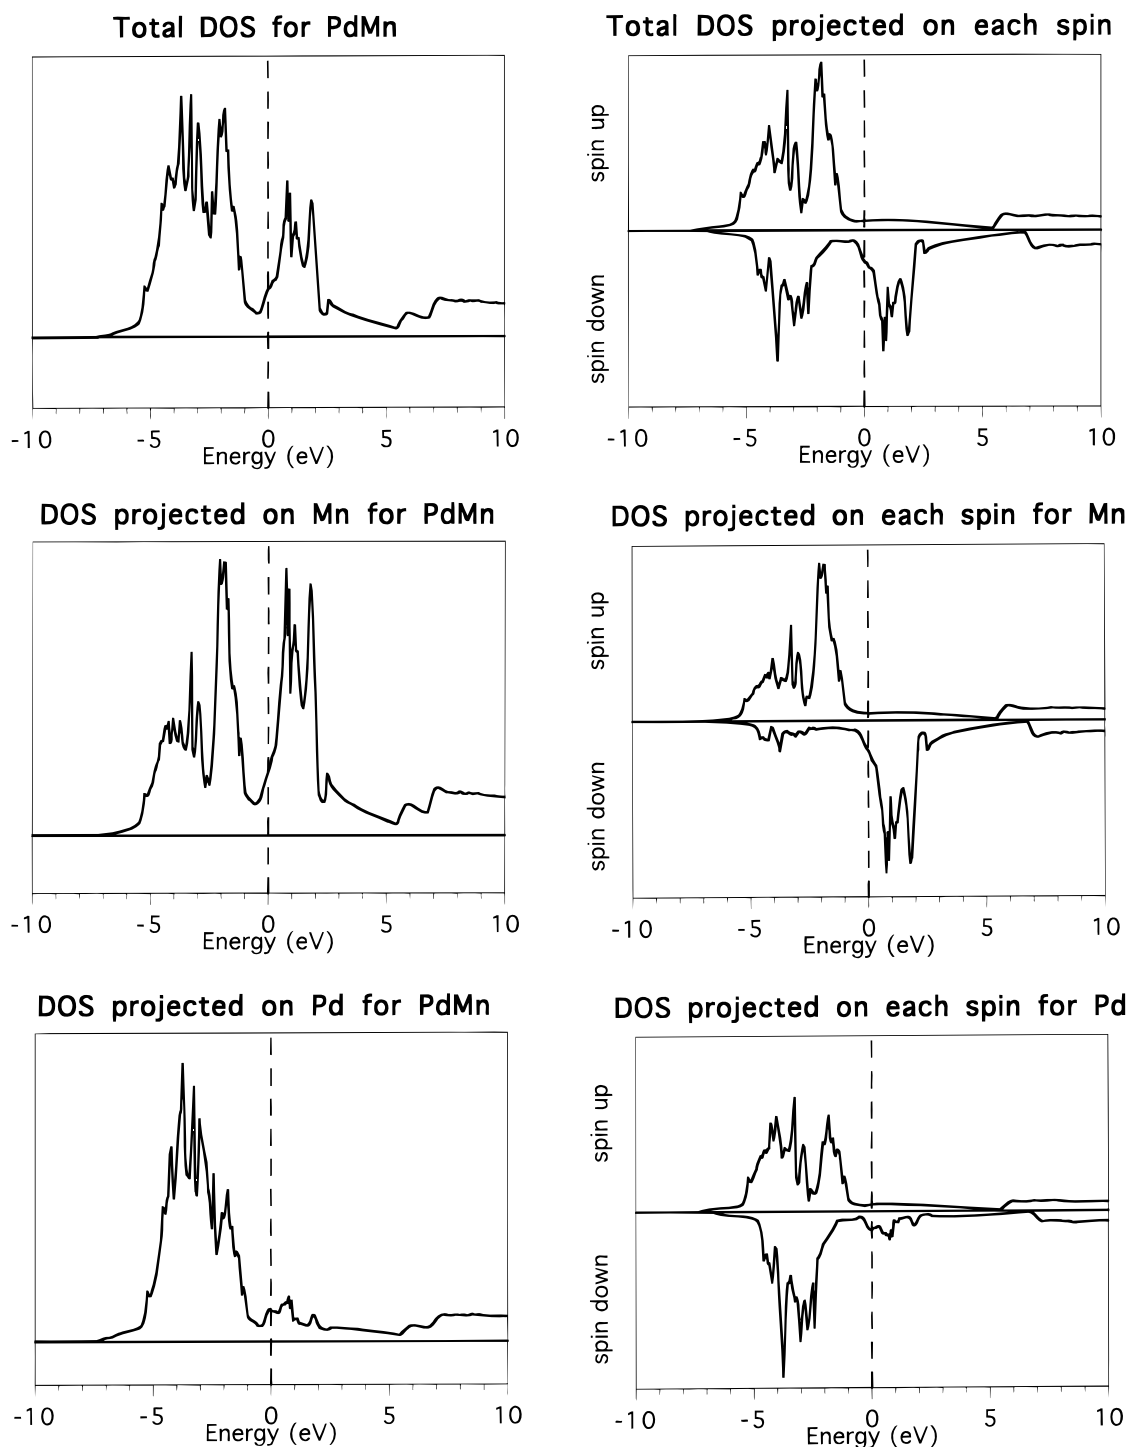 Total DOS for PdMn
-10 -5 0 5 10
Energy (eV)
Total DOS projected on each spin
spin up
spin down
-10 -5 0 5 10
Energy (eV)
DOS projected on Mn for PdMn
-10 -5 0 5 10
Energy (eV)
DOS projected on each spin for Mn
spin up
spin down
-10 -5 0 5 10
Energy (eV)
DOS projected on Pd for PdMn
-10 -5 0 5 10
Energy (eV)
DOS projected on each spin for Pd
spin up
spin down
-10 -5 0 5 10
Energy (eV)